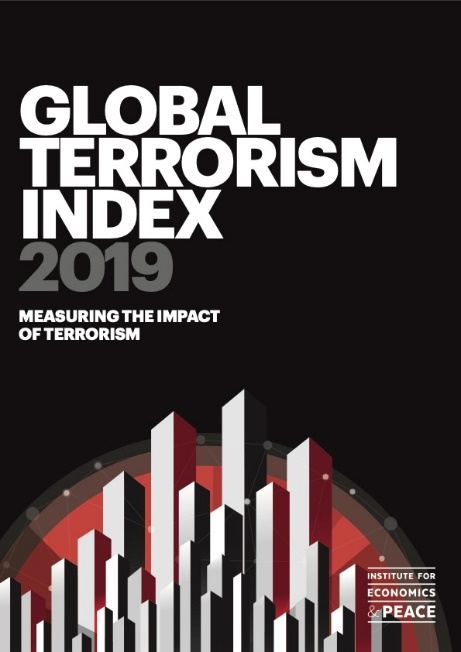 GLOBAL
TERRORISM
INDEX
2019
MEASURING THE IMPACT
OF TERRORISM
INSTITUTE FOR
ECONOMICS
& PEACE